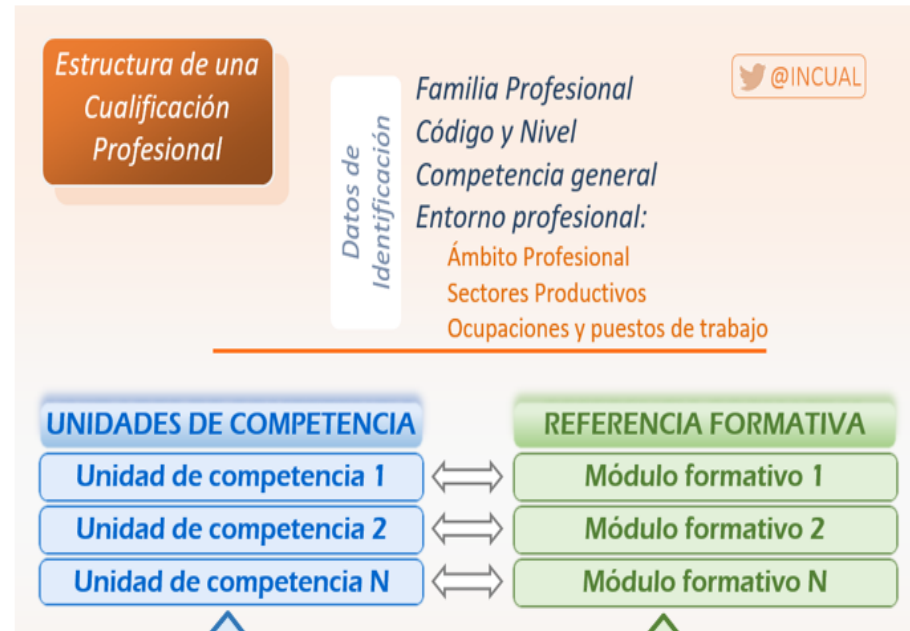 Estructura de una
Cualificación
Profesional
@INCUAL
Datos de
Identificación
Familia Profesional
Código y Nivel
Competencia general
Entorno profesional:
Ámbito Profesional
Sectores Productivos
Ocupaciones y puestos de trabajo
UNIDADES DE COMPETENCIA
REFERENCIA FORMATIVA
Unidad de competencia 1
Módulo formativo 1
Unidad de competencia 2
Módulo formativo 2
Unidad de competencia N
Módulo formativo N